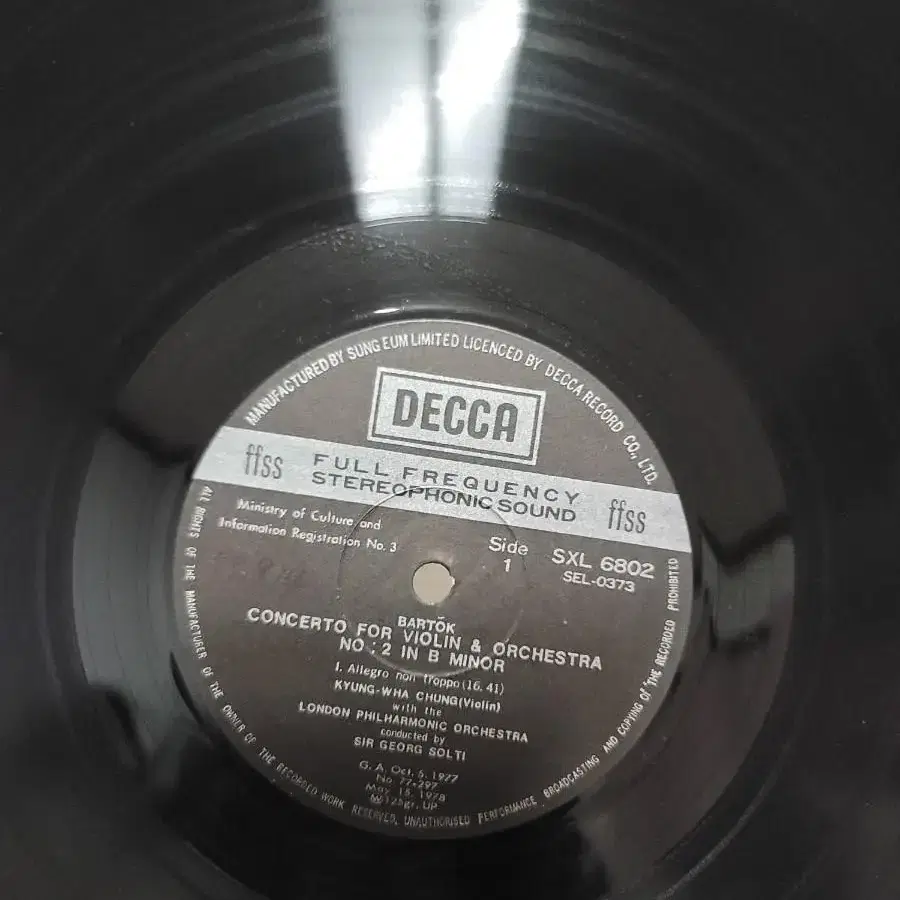 MANUFACTURED BY SUNG EUM LIMITED LICENCED BY DECCA RECORD CO., LTD.
DECCA
ffss FULL FREQUENCY STEREOPHONIC SOUND ffss
Ministry of Culture and
Information Registration No. 3
Side
1
SXL 6802
SEL-0373
BARTŎK
CONCERTO FOR VIOLIN & ORCHESTRA
NO: 2 IN B MINOR
I. Allegro non troppo (16. 41)
KYUNG-WHA CHUNG (Violin)
with the
LONDON PHILHARMONIC ORCHESTRA
conducted by
SIR GEORG SOLTI
G. A. Oct. 5. 1977
No. 77-297
May 15. 1978
125gr. UP
ALL RIGHTS OF THE MANUFACTURER OF THE OWNER OF THE RECORDED WORK RESERVED, UNAUTHORISED PERFORMANCE BROADCASTING AND COPYING of THE RECORDED PROHIBITED